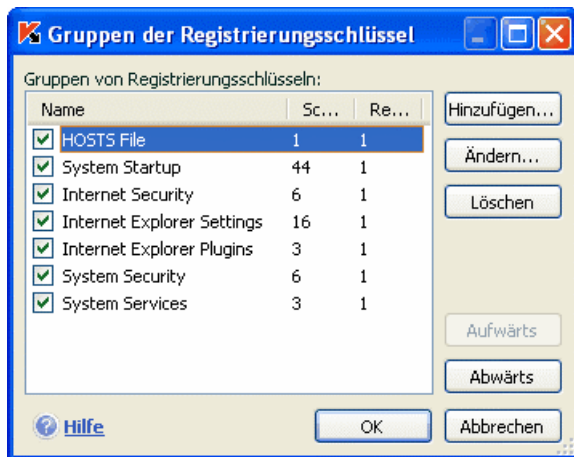 Gruppen der Registrierungsschlüssel
Gruppen von Registrierungsschlüsseln:
Name Sc... Re...
HOSTS File 1 1
System Startup 44 1
Internet Security 6 1
Internet Explorer Settings 16 1
Internet Explorer Plugins 3 1
System Security 6 1
System Services 3 1
Hinzufügen...
Ändern...
Löschen
Aufwärts
Abwärts
Hilfe
OK
Abbrechen